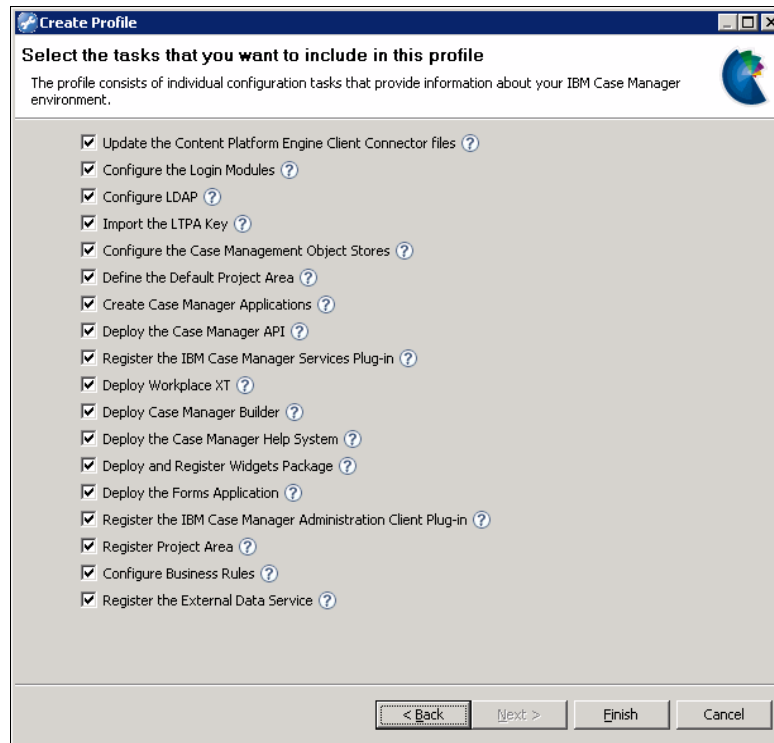 Create Profile
Select the tasks that you want to include in this profile
The profile consists of individual configuration tasks that provide information about your IBM Case Manager
environment.
Update the Content Platform Engine Client Connector files ?
Configure the Login Modules ?
Configure LDAP ?
Import the LTPA Key ?
Configure the Case Management Object Stores ?
Define the Default Project Area ?
Create Case Manager Applications ?
Deploy the Case Manager API ?
Register the IBM Case Manager Services Plug-in ?
Deploy Workplace XT ?
Deploy Case Manager Builder ?
Deploy the Case Manager Help System ?
Deploy and Register Widgets Package ?
Deploy the Forms Application ?
Register the IBM Case Manager Administration Client Plug-in ?
Register Project Area ?
Configure Business Rules ?
Register the External Data Service ?
< Back Next > Finish Cancel